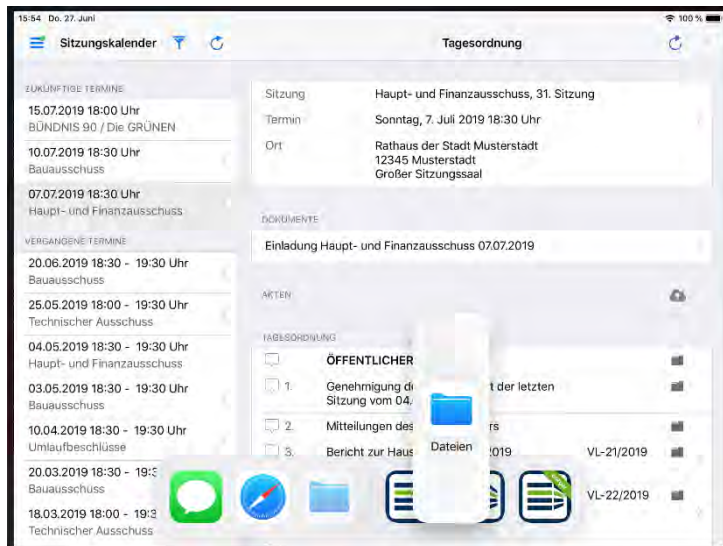 15:54 Do. 27. Juni
100 %
Sitzungskalender
Tagesordnung
ZUKÜNFTIGE TERMINE
15.07.2019 18:00 Uhr
BÜNDNIS 90 / Die GRÜNEN
10.07.2019 18:30 Uhr
Bauausschuss
07.07.2019 18:30 Uhr
Haupt- und Finanzausschuss
VERGANGENE TERMINE
20.06.2019 18:30 - 19:30 Uhr
Bauausschuss
25.05.2019 18:00 - 19:30 Uhr
Technischer Ausschuss
04.05.2019 18:30 - 19:30 Uhr
Haupt- und Finanzausschuss
03.05.2019 18:30 - 19:30 Uhr
Bauausschuss
10.04.2019 18:30 - 19:30 Uhr
Umlaufbeschlüsse
20.03.2019 18:30 - 19:3
Bauausschuss
18.03.2019 18:00 - 19:3
Technischer Ausschuss
Sitzung Haupt- und Finanzausschuss, 31. Sitzung
Termin Sonntag, 7. Juli 2019 18:30 Uhr
Ort Rathaus der Stadt Musterstadt
12345 Musterstadt
Großer Sitzungssaal
DOKUMENTE
Einladung Haupt- und Finanzausschuss 07.07.2019
AKTEN
TAGESORDNUNG
ÖFFENTLICHER
1. Genehmigung de t der letzten
Sitzung vom 04.
2. Mitteilungen des rs
3. Bericht zur Haus 2019 VL-21/2019
VL-22/2019
Dateien